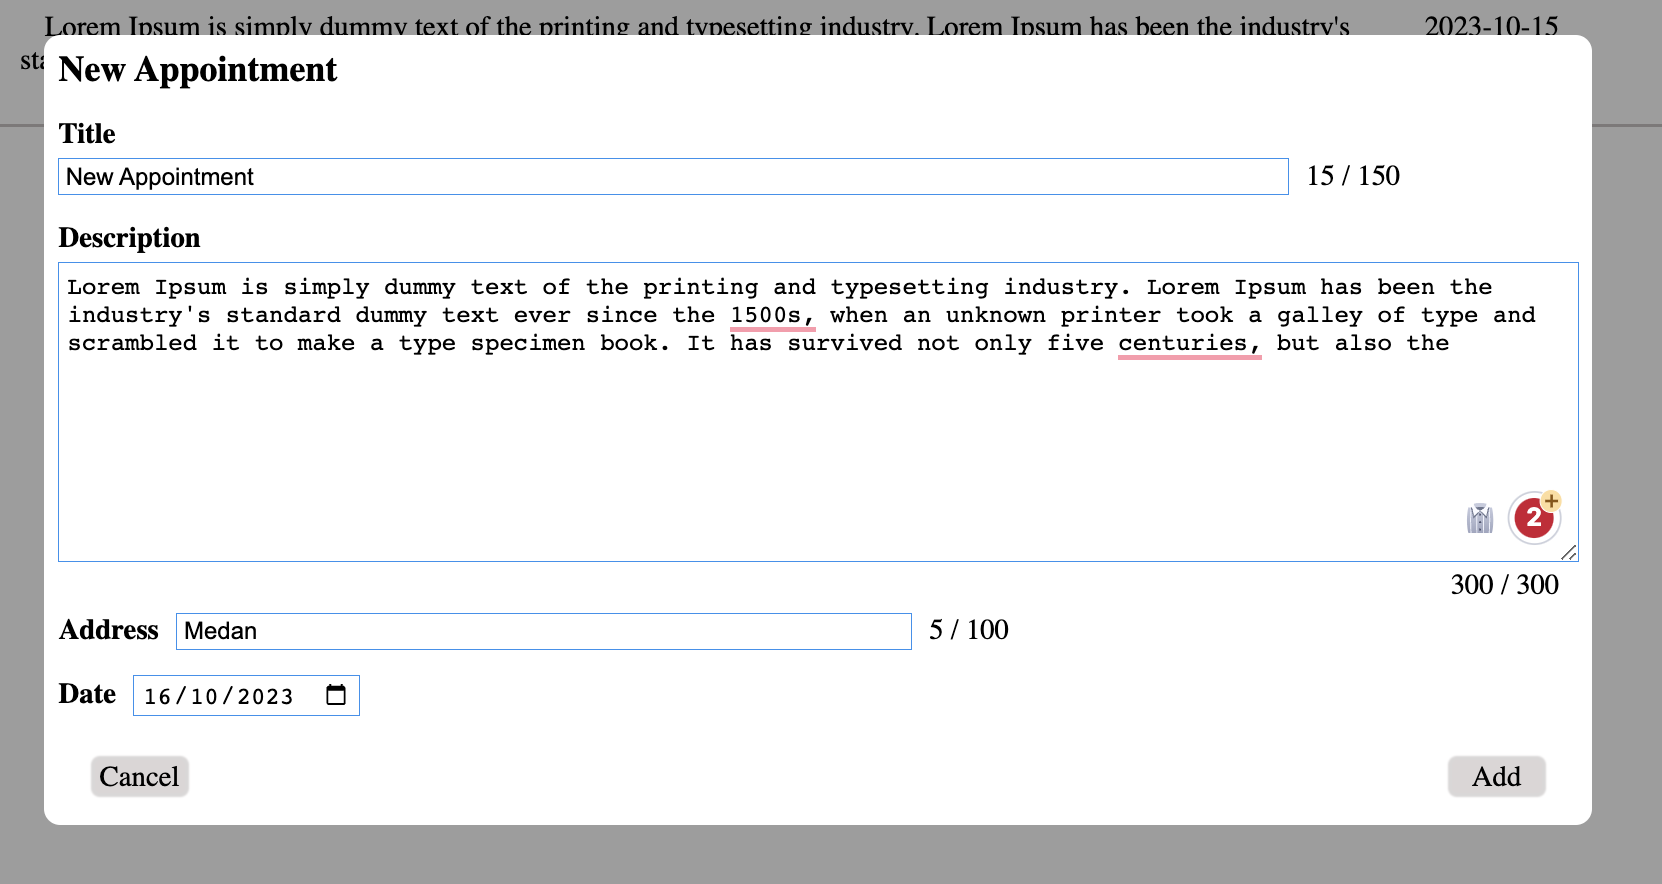 Lorem Ipsum is simply dummy text of the printing and typesetting industry. Lorem Ipsum has been the industry's 2023-10-15
New Appointment
Title
New Appointment 15 / 150
Description
Lorem Ipsum is simply dummy text of the printing and typesetting industry. Lorem Ipsum has been the
industry's standard dummy text ever since the 1500s, when an unknown printer took a galley of type and
scrambled it to make a type specimen book. It has survived not only five centuries, but also the
2
+
300 / 300
Address Medan 5 / 100
Date 16/10/2023
Cancel Add